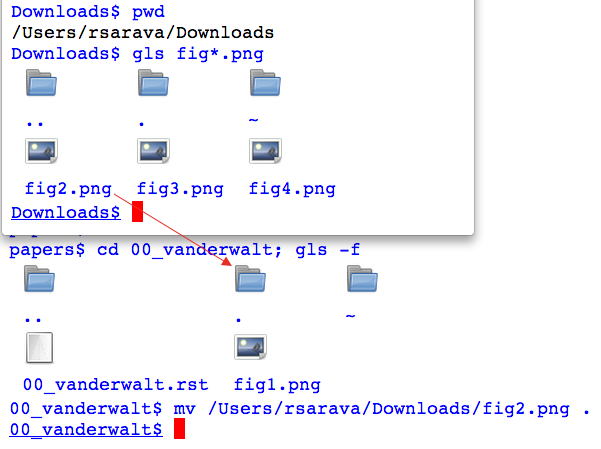 Downloads$ pwd
/Users/rsarava/Downloads
Downloads$ gls fig*.png
.. . ~
fig2.png fig3.png fig4.png
Downloads$
papers$ cd 00_vanderwalt; gls -f
.. . ~
00_vanderwalt.rst fig1.png
00_vanderwalt$ mv /Users/rsarava/Downloads/fig2.png .
00_vanderwalt$